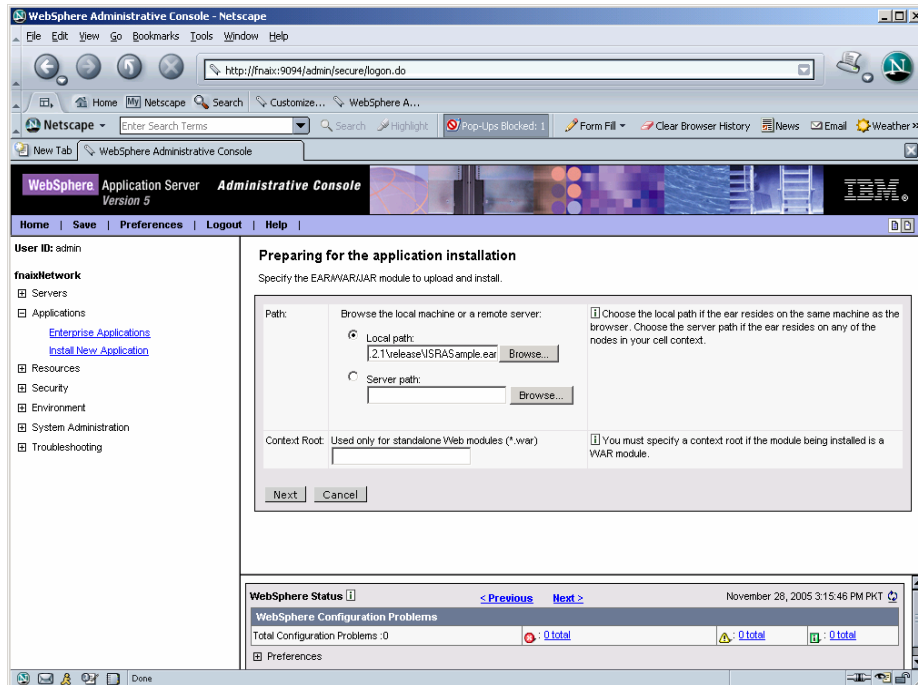 WebSphere Administrative Console - Netscape
File Edit View Go Bookmarks Tools Window Help
http://fnaix:9094/admin/secure/logon.do
Home My Netscape Search Customize... WebSphere A...
Netscape Enter Search Terms Search Highlight Pop-Ups Blocked: 1 Form Fill Clear Browser History News Email Weather »
New Tab WebSphere Administrative Console
WebSphere Application Server Administrative Console
Version 5
IBM
Home | Save | Preferences | Logout | Help |
User ID: admin
fnaixNetwork
Servers
Applications
Enterprise Applications
Install New Application
Resources
Security
Environment
System Administration
Troubleshooting
Preparing for the application installation
Specify the EAR/WAR/JAR module to upload and install.
Path:
Browse the local machine or a remote server:
Local path:
.2.1\release\ISRASample.ear Browse...
Server path:
Browse...
i Choose the local path if the ear resides on the same machine as the
browser. Choose the server path if the ear resides on any of the
nodes in your cell context.
Context Root: Used only for standalone Web modules (*.war)
i You must specify a context root if the module being installed is a
WAR module.
Next Cancel
WebSphere Status i < Previous Next > November 28, 2005 3:15:46 PM PKT
WebSphere Configuration Problems
Total Configuration Problems :0 : 0 total : 0 total : 0 total
Preferences
Done